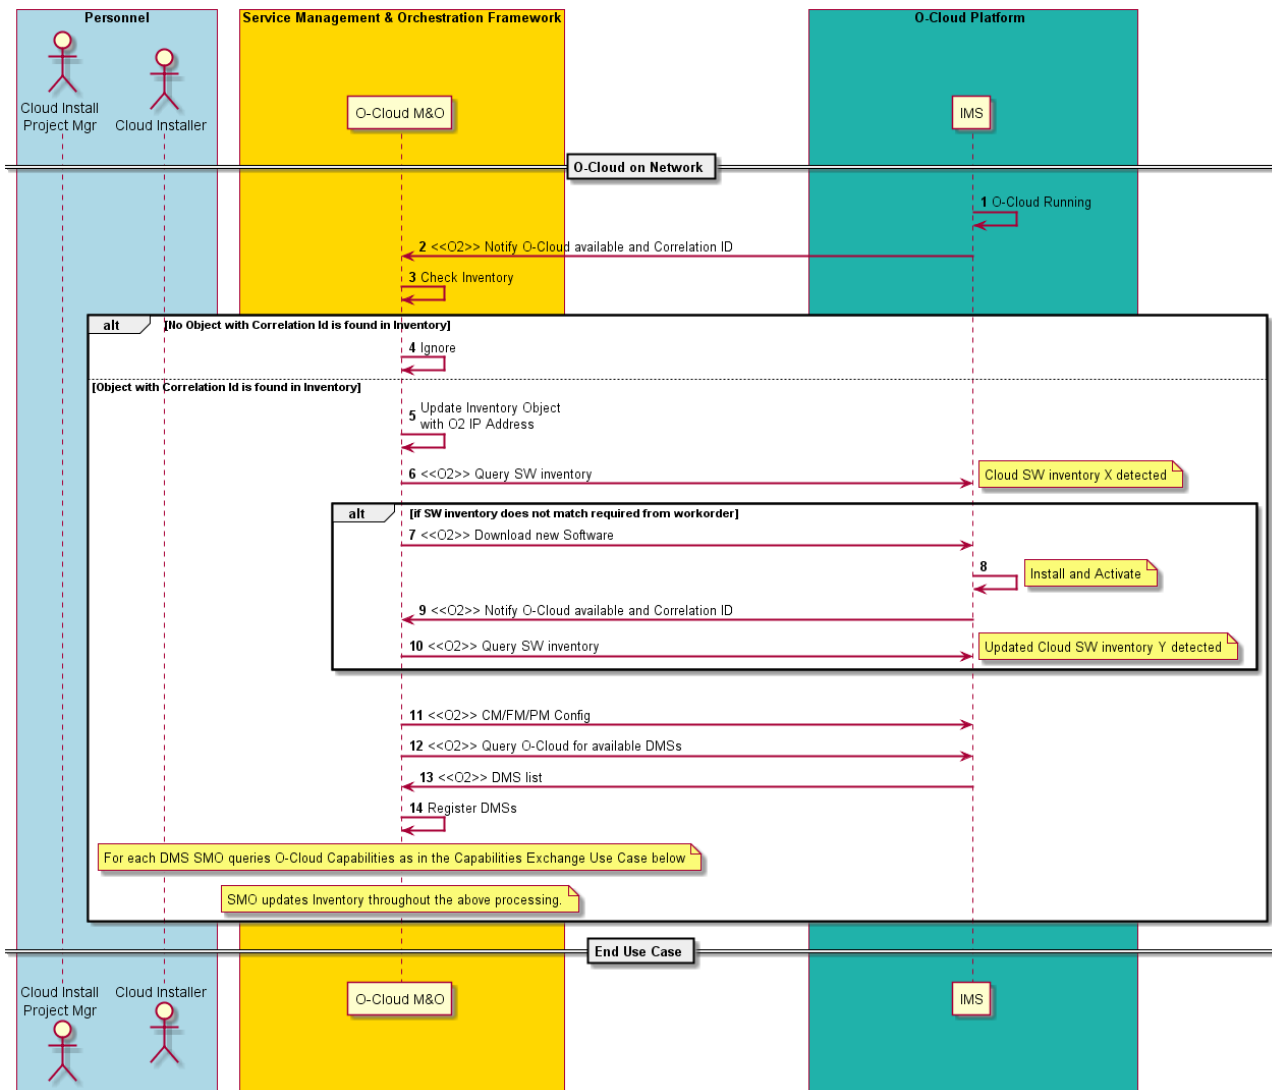 Personnel
Service Management & Orchestration Framework
O-Cloud Platform
Cloud Install
Project Mgr
Cloud Installer
O-Cloud M&O
IMS
O-Cloud on Network
1 O-Cloud Running
2 <<O2>> Notify O-Cloud available and Correlation ID
3 Check Inventory
alt
[No Object with Correlation Id is found in Inventory]
4 Ignore
[Object with Correlation Id is found in Inventory]
5 Update Inventory Object
with O2 IP Address
6 <<O2>> Query SW inventory
Cloud SW inventory X detected
alt
[if SW inventory does not match required from workorder]
7 <<O2>> Download new Software
8
Install and Activate
9 <<O2>> Notify O-Cloud available and Correlation ID
10 <<O2>> Query SW inventory
Updated Cloud SW inventory Y detected
11 <<O2>> CM/FM/PM Config
12 <<O2>> Query O-Cloud for available DMSs
13 <<O2>> DMS list
14 Register DMSs
For each DMS SMO queries O-Cloud Capabilities as in the Capabilities Exchange Use Case below
SMO updates Inventory throughout the above processing.
End Use Case
Cloud Install
Project Mgr
Cloud Installer
O-Cloud M&O
IMS